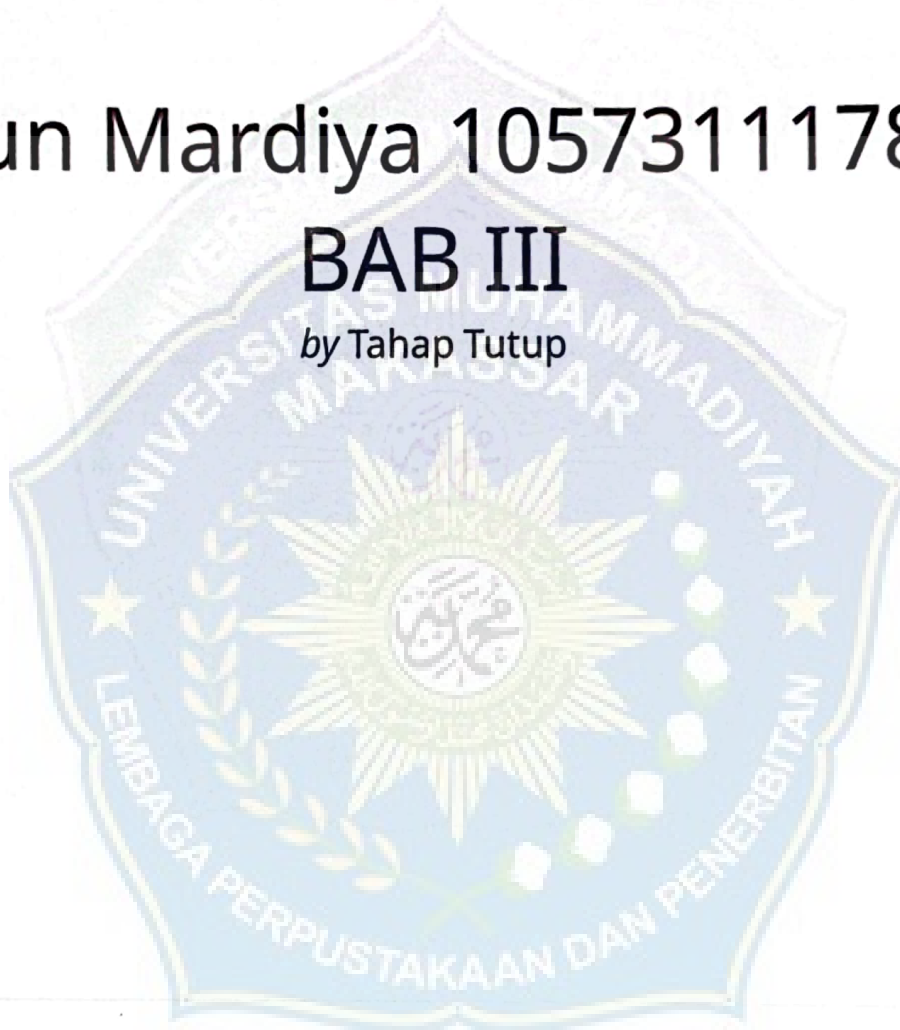 un Mardiya 1057311178
BAB III
by Tahap Tutup
UNIVERSITAS MUHAMMADIYAH
MAKASSAR
LEMBAGA PERPUSTAKAAN DAN PENERBITAN